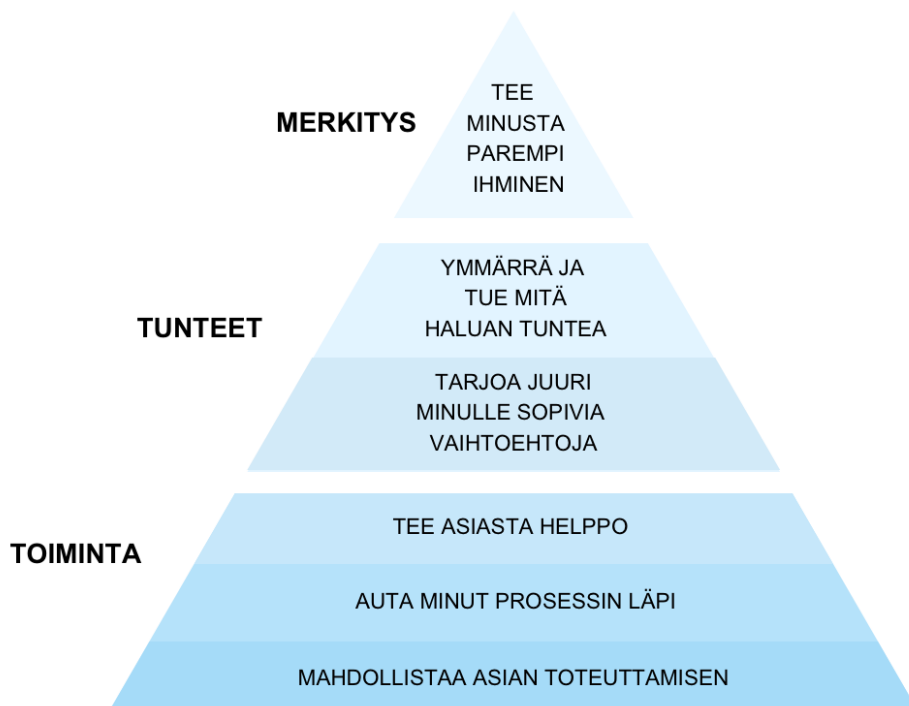 MERKITYS
TEE
MINUSTA
PAREMPI
IHMINEN
TUNTEET
YMMÄRRÄ JA
TUE MITÄ
HALUAN TUNTEA
TARJOA JUURI
MINULLE SOPIVIA
VAIHTOEHTOJA
TOIMINTA
TEE ASIASTA HELPPO
AUTA MINUT PROSESSIN LÄPI
MAHDOLLISTAA ASIAN TOTEUTTAMISEN